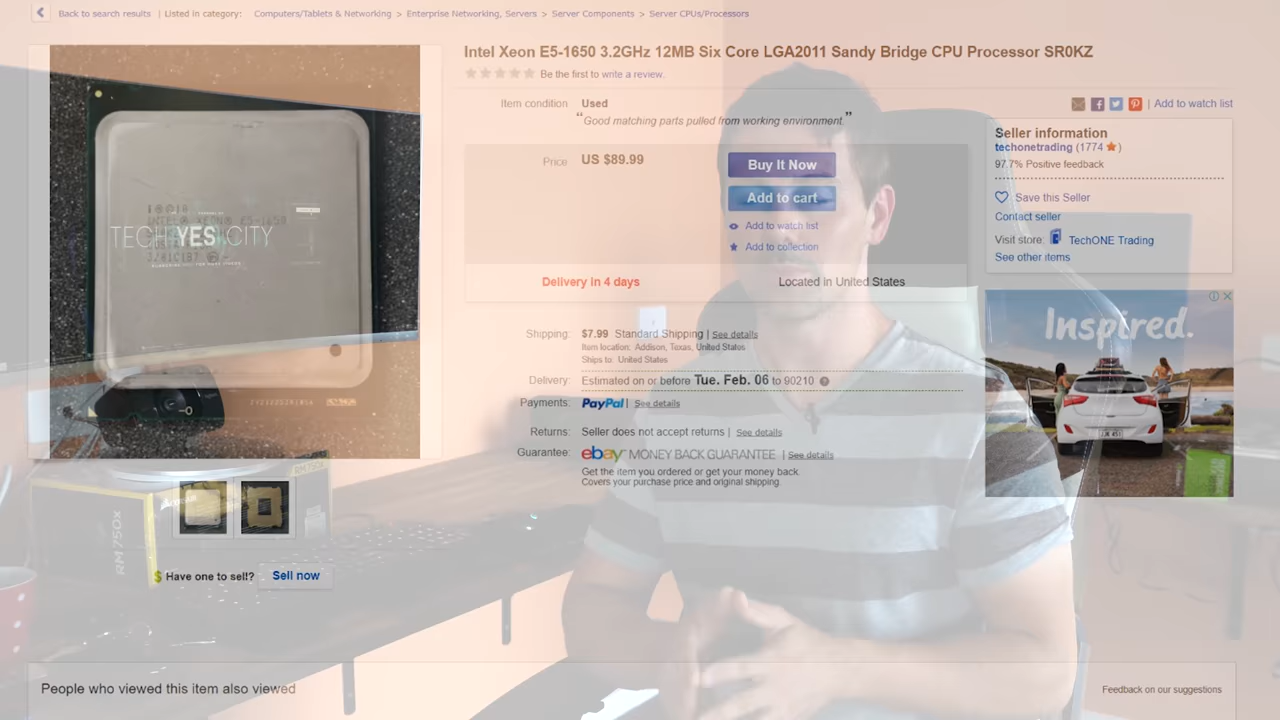 Back to search results | Listed in category: Computers/Tablets & Networking > Enterprise Networking, Servers > Server Components > Server CPUs/Processors
Intel Xeon E5-1650 3.2GHz 12MB Six Core LGA2011 Sandy Bridge CPU Processor SR0KZ
Be the first to write a review.
Item condition Used
"Good matching parts pulled from working environment."
| Add to watch list
Seller information
techonetrading (1774)
97.7% Positive feedback
Save this Seller
Contact seller
Visit store: TechONE Trading
See other items
Price US $89.99
Buy It Now
Add to cart
Add to watch list
Add to collection
Delivery in 4 days
Located in United States
INTEL XEON E5-1650
TECH YES CITY
Shipping: $7.99 Standard Shipping | See details
Item location: Addison, Texas, United States
Ships to: United States
Delivery: Estimated on or before Tue. Feb. 06 to 90210
Payments: PayPal | See details
Returns: Seller does not accept returns | See details
Guarantee: ebay MONEY BACK GUARANTEE | See details
Get the item you ordered or get your money back.
Covers your purchase price and original shipping.
Inspired.
RM750x
RM750x
$ Have one to sell? Sell now
People who viewed this item also viewed
Feedback on our suggestions